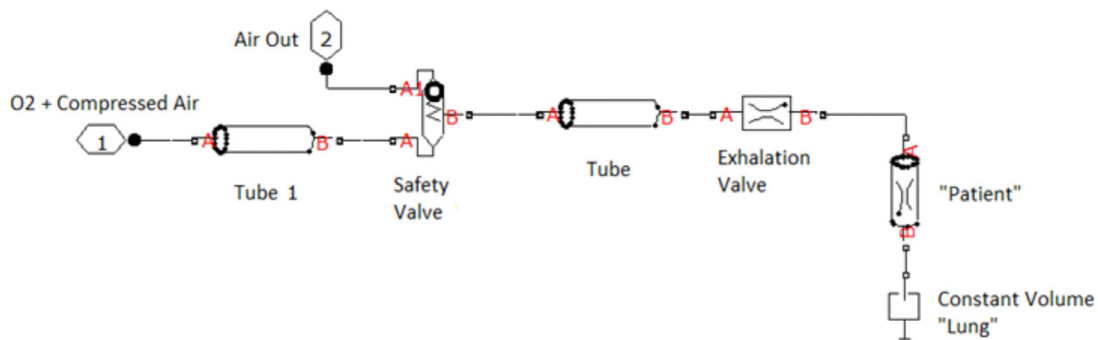 Air Out
2
O2 + Compressed Air
1
A
B
Tube 1
A1
A
B
Safety
Valve
A
B
Tube
A
B
Exhalation
Valve
A
B
"Patient"
Constant Volume
"Lung"